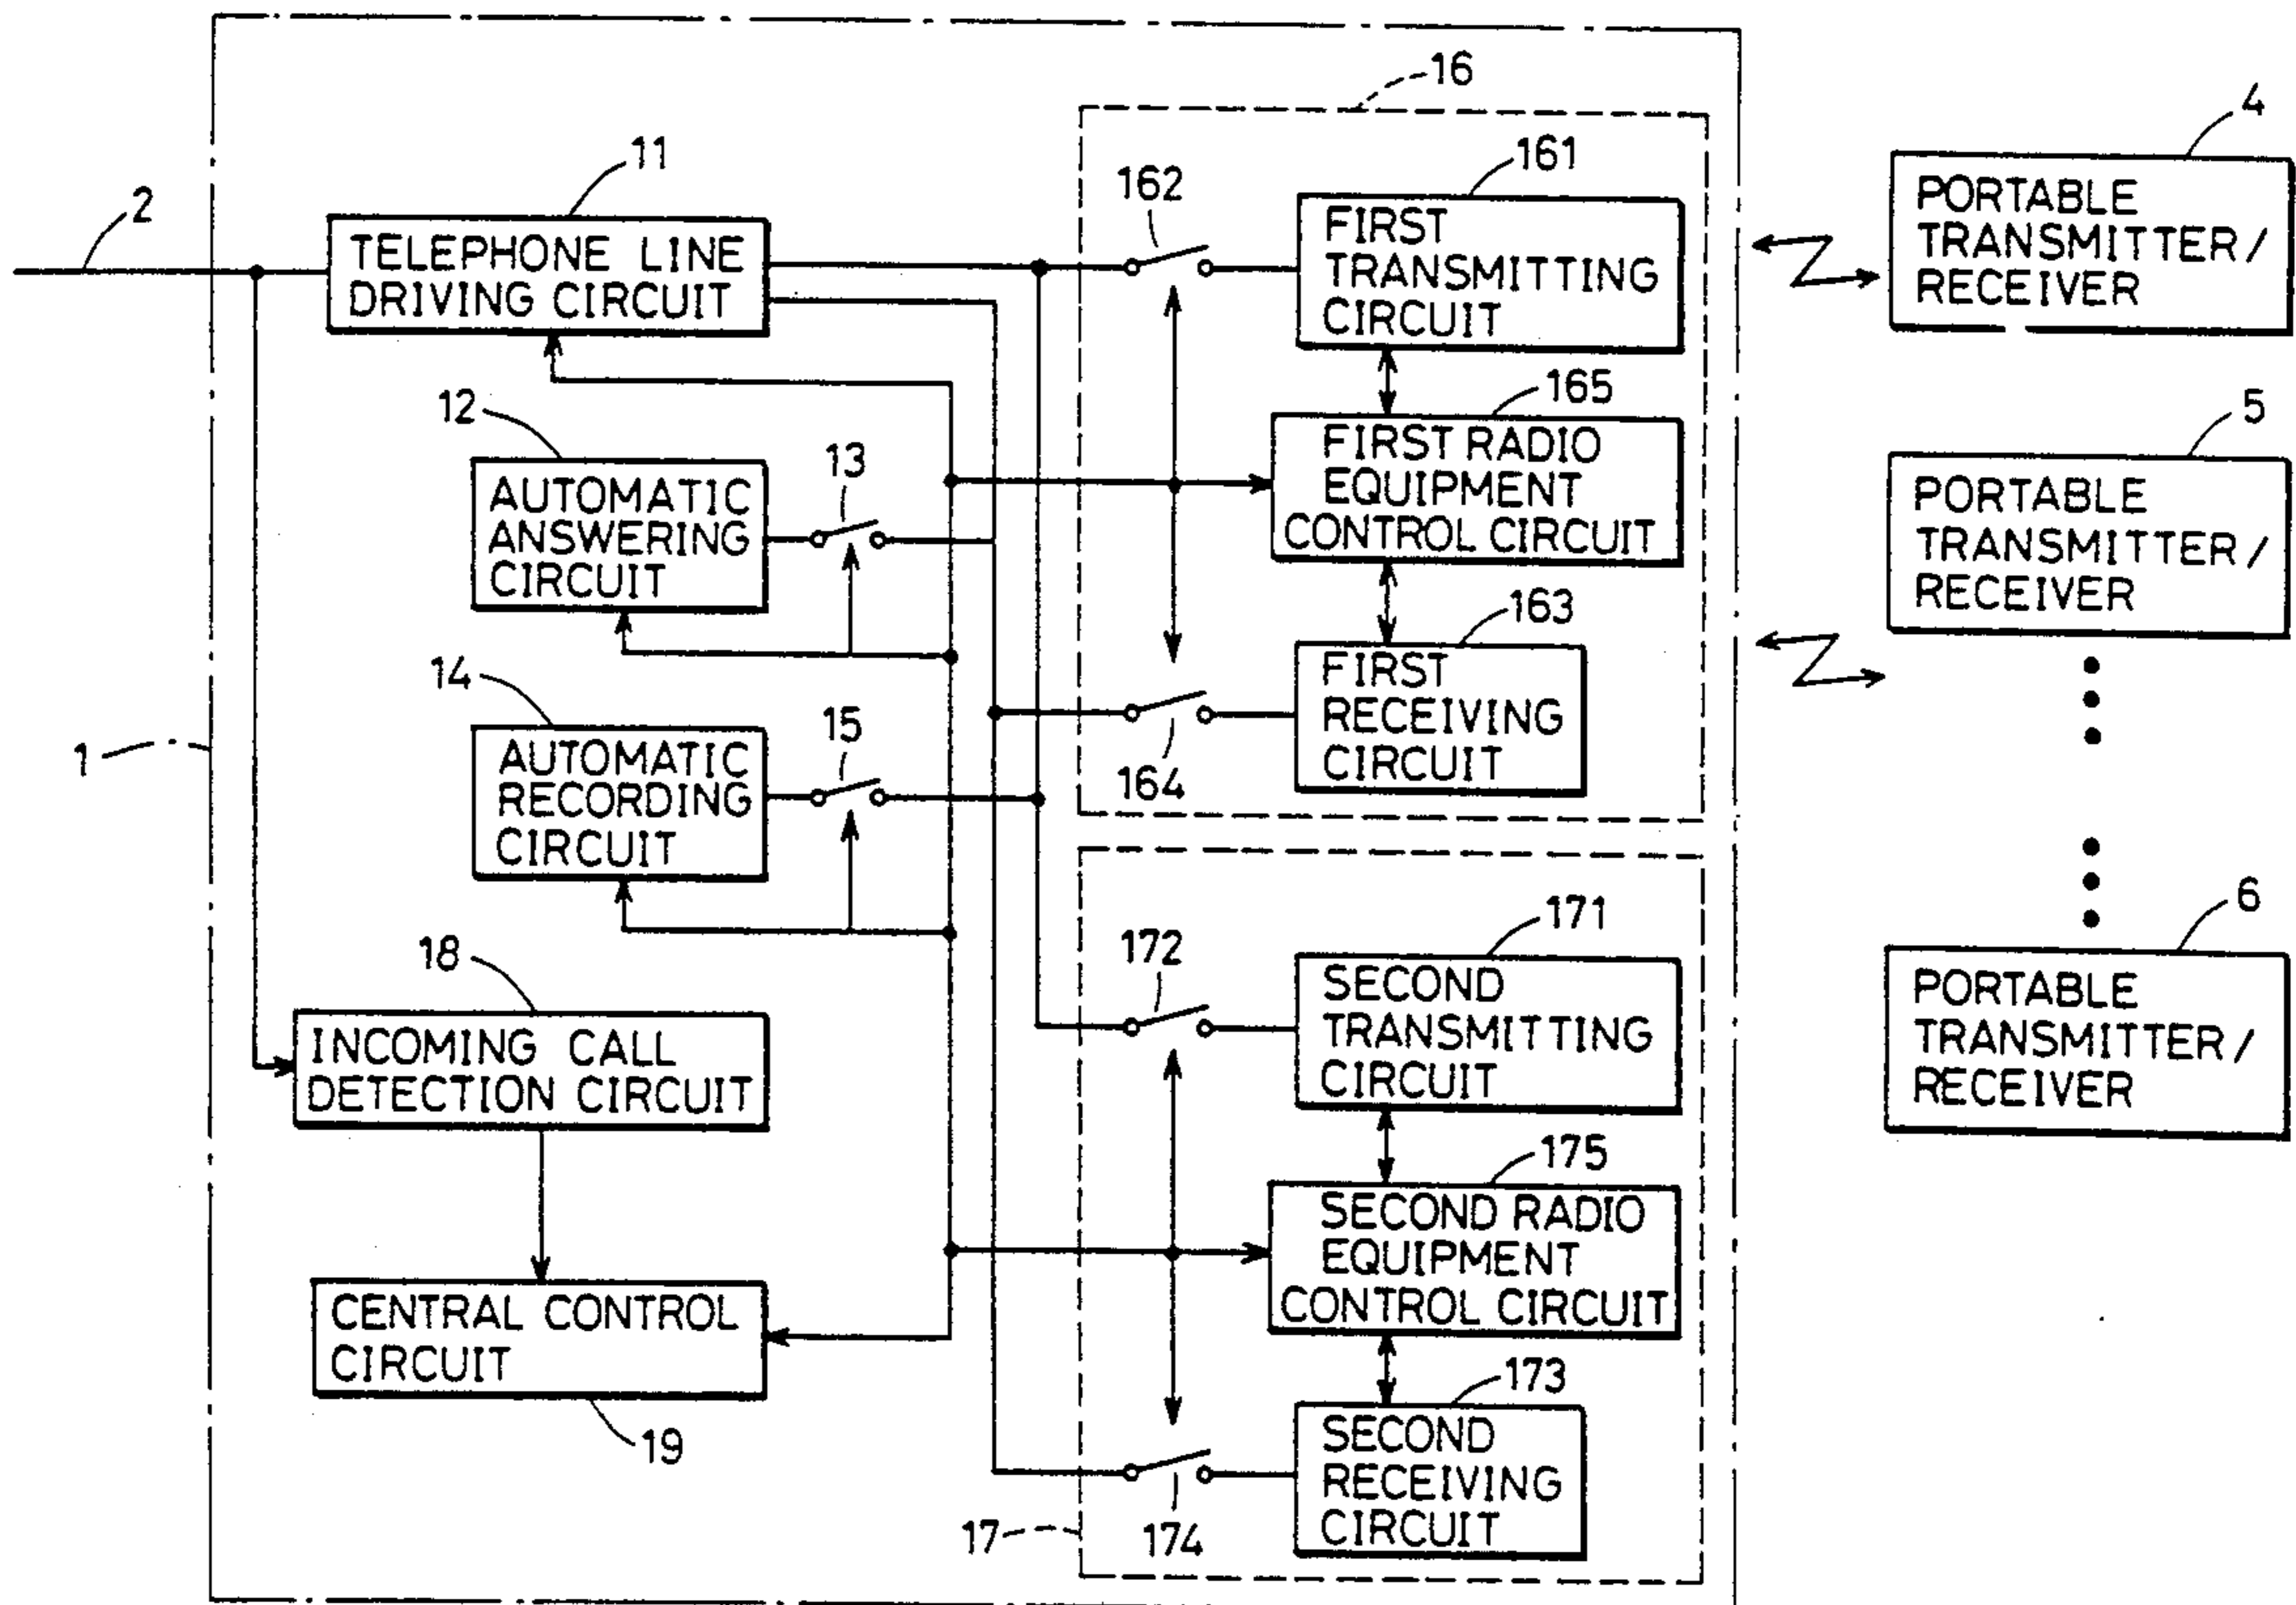 16
4
11
161
162
2
PORTABLE
TRANSMITTER/
RECEIVER
TELEPHONE LINE
DRIVING CIRCUIT
FIRST
TRANSMITTING
CIRCUIT
12
165
5
13
AUTOMATIC
ANSWERING
CIRCUIT
FIRST RADIO
EQUIPMENT
CONTROL CIRCUIT
PORTABLE
TRANSMITTER/
RECEIVER
163
14
15
FIRST
RECEIVING
CIRCUIT
1
AUTOMATIC
RECORDING
CIRCUIT
164
6
171
172
18
SECOND
TRANSMITTING
CIRCUIT
PORTABLE
TRANSMITTER/
RECEIVER
INCOMING CALL
DETECTION CIRCUIT
175
SECOND RADIO
EQUIPMENT
CONTROL CIRCUIT
CENTRAL CONTROL
CIRCUIT
173
19
SECOND
RECEIVING
CIRCUIT
17
174